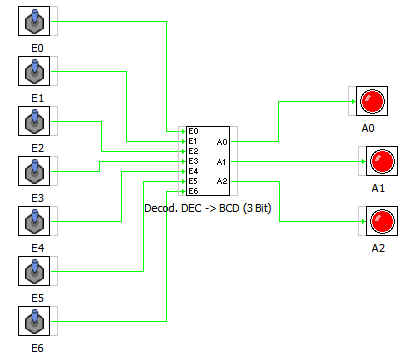 E0
E1
E2
E3
E4
E5
E6
E0 A0
E1
E2 A1
E3
E4 A2
E5
E6
Decod. DEC -> BCD (3 Bit)
A0
A1
A2